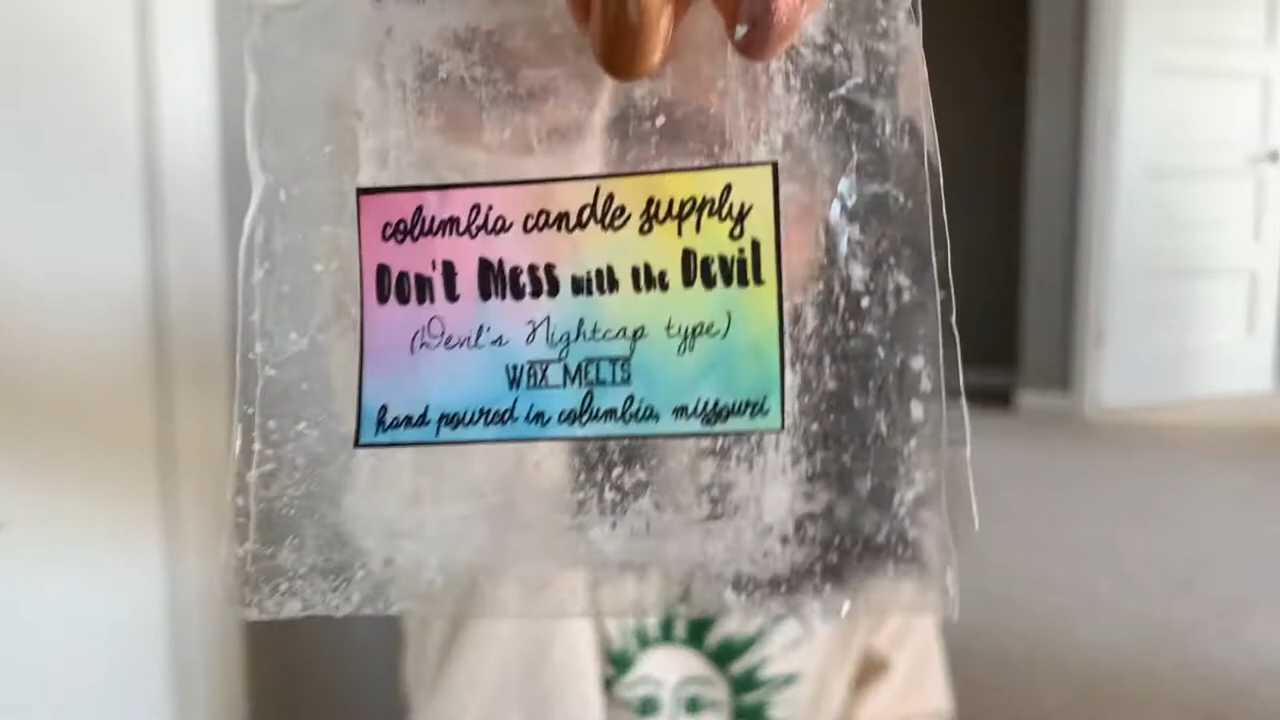 columbia candle supply
Don't Mess with the Devil
(Devil's Nightcap type)
WAX MELTS
hand poured in columbia, missouri